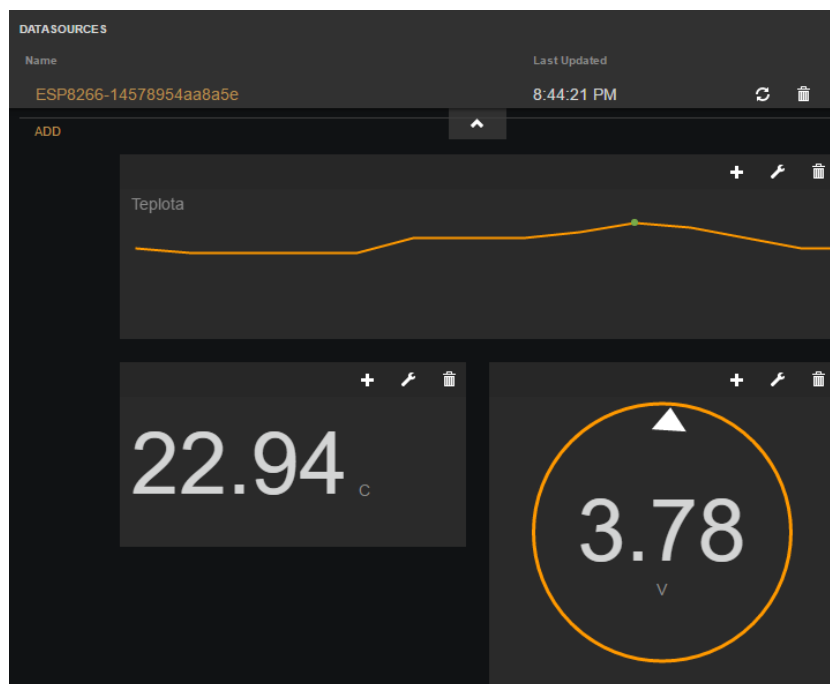 DATASOURCES
Name Last Updated
ESP8266-14578954aa8a5e 8:44:21 PM
ADD
Teplota
22.94 C
3.78
V